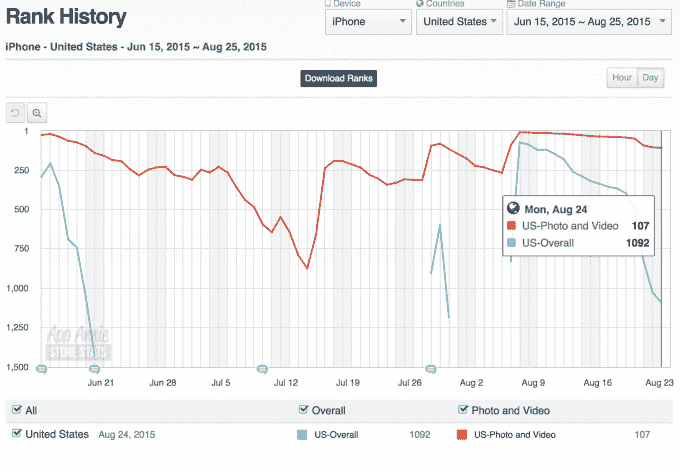 Rank History
Device
Countries
Date Range
iPhone
United States
Jun 15, 2015 ~ Aug 25, 2015
iPhone - United States - Jun 15, 2015 ~ Aug 25, 2015
Download Ranks
Hour
Day
1
250
500
750
1,000
1,250
1,500
Mon, Aug 24
US-Photo and Video 107
US-Overall 1092
App Annie
STORE STATS
Jun 21
Jun 28
Jul 5
Jul 12
Jul 19
Jul 26
Aug 2
Aug 9
Aug 16
Aug 23
All
Overall
Photo and Video
United States Aug 24, 2015
US-Overall 1092
US-Photo and Video 107